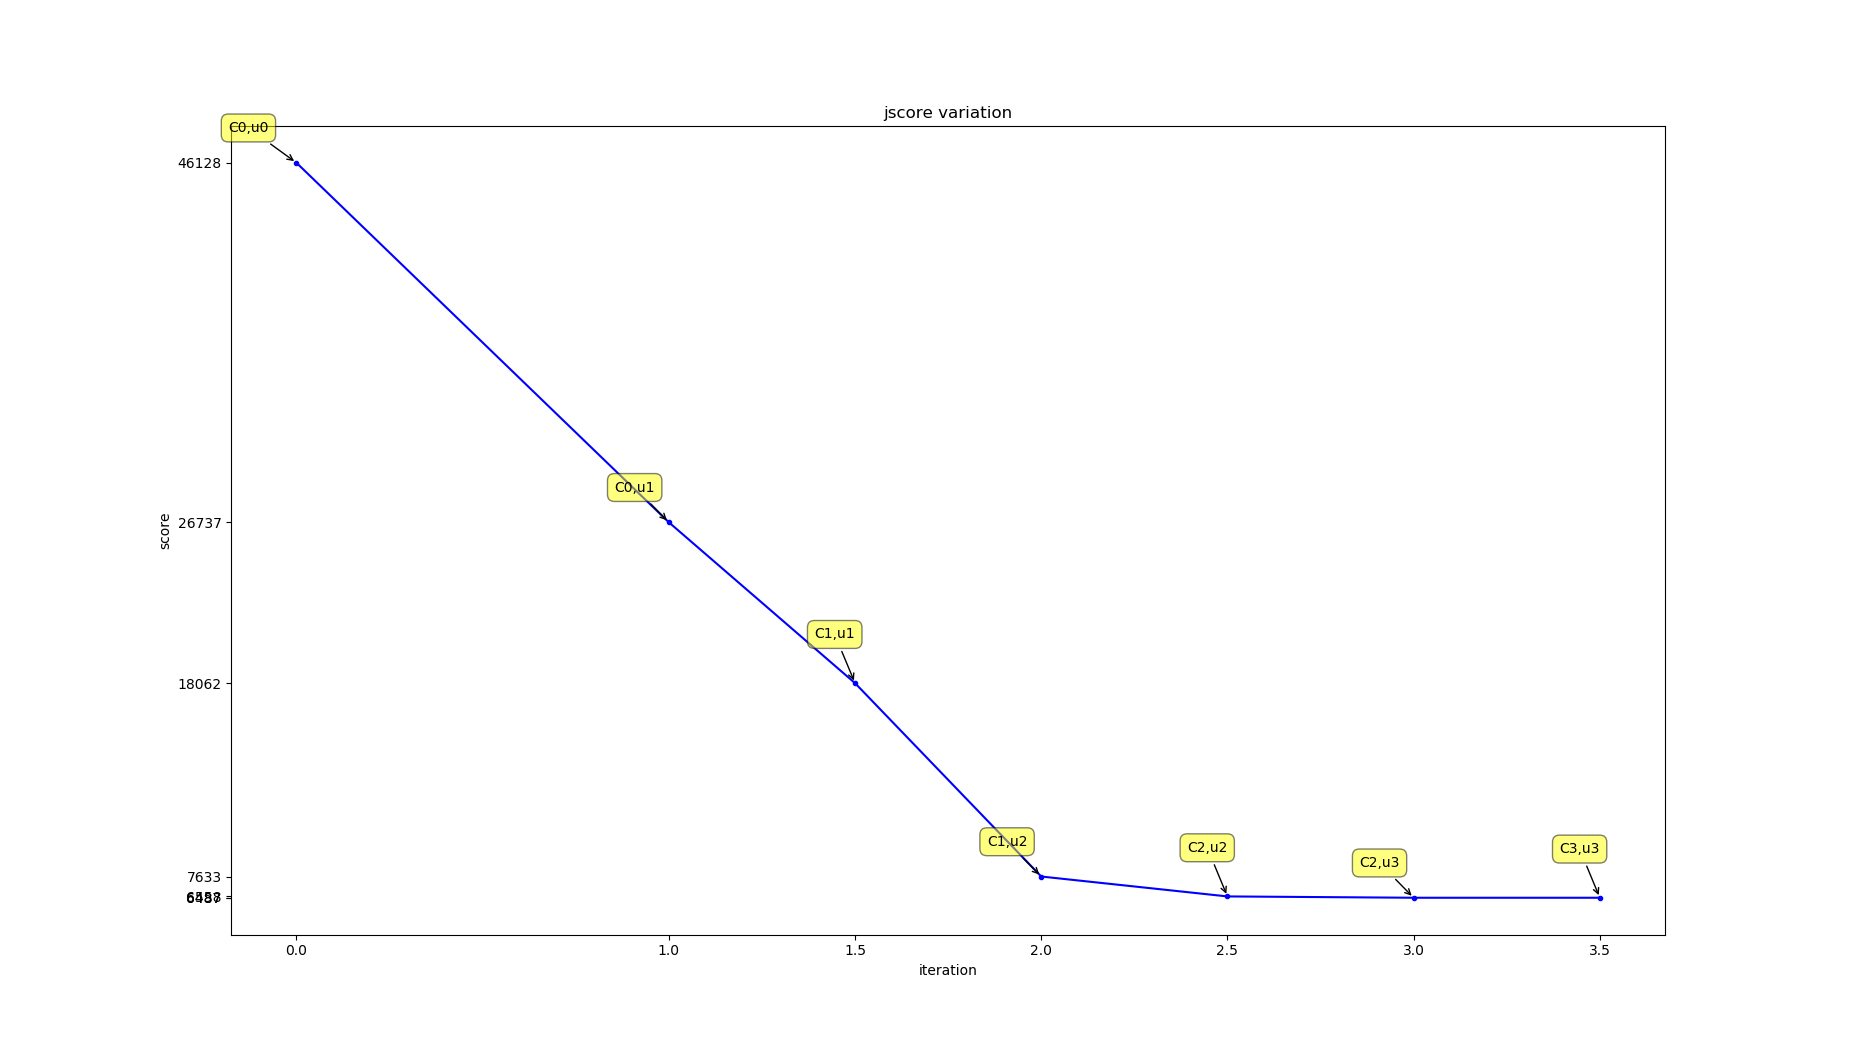 jscore variation
C0,u0
46128
C0,u1
score
26737
C1,u1
18062
C1,u2
C2,u2
C2,u3
C3,u3
7633
0.0
1.0
1.5
2.0
2.5
3.0
3.5
iteration